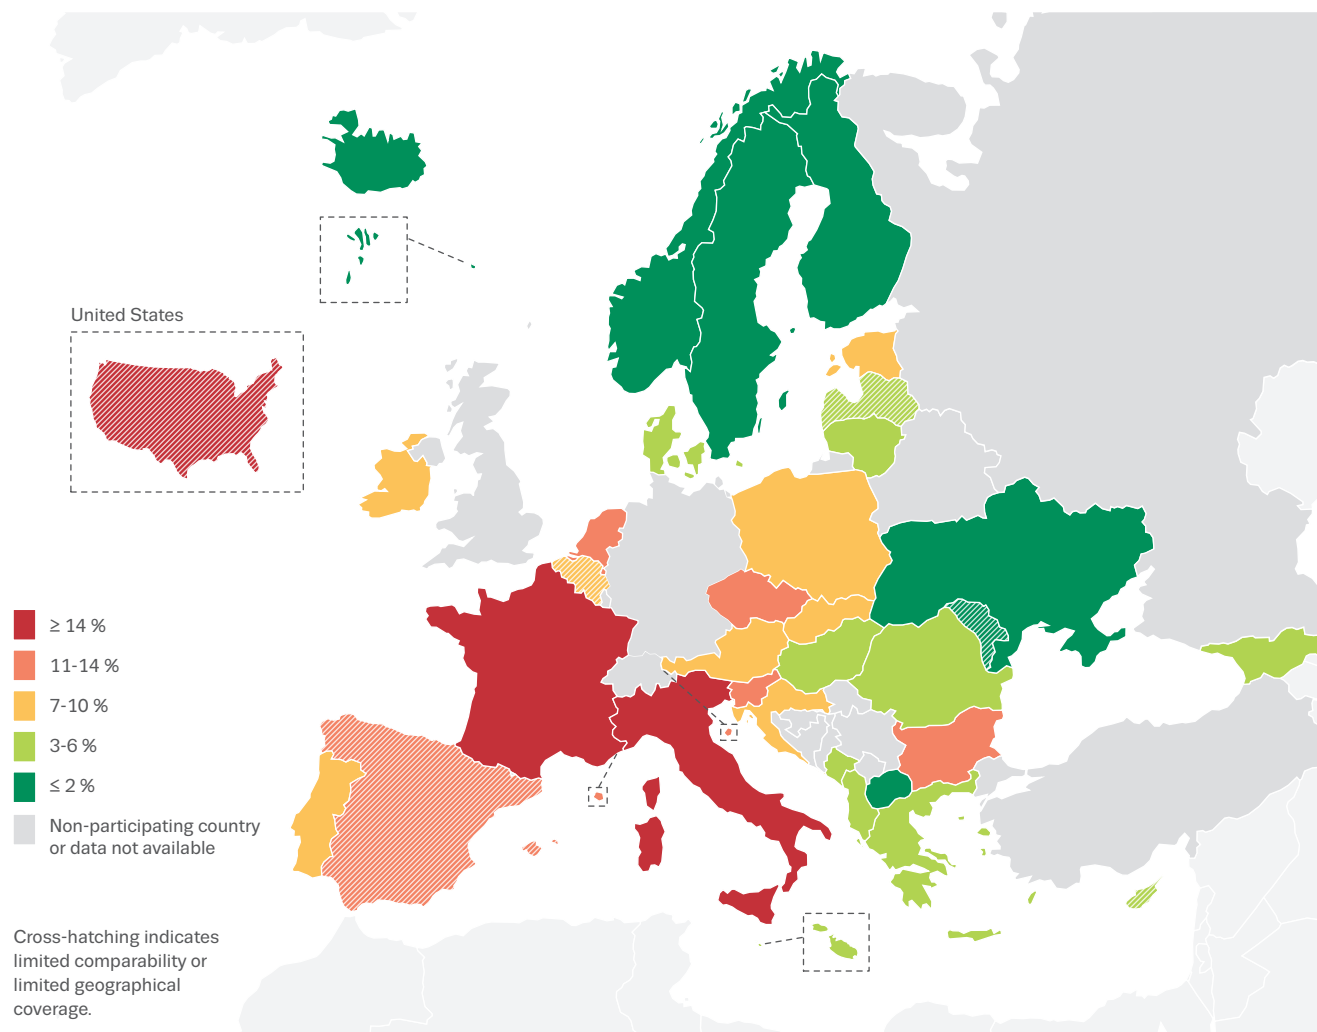 United States
≥ 14 %
11-14 %
7-10 %
3-6 %
≤ 2 %
Non-participating country
or data not available
Cross-hatching indicates
limited comparability or
limited geographical
coverage.